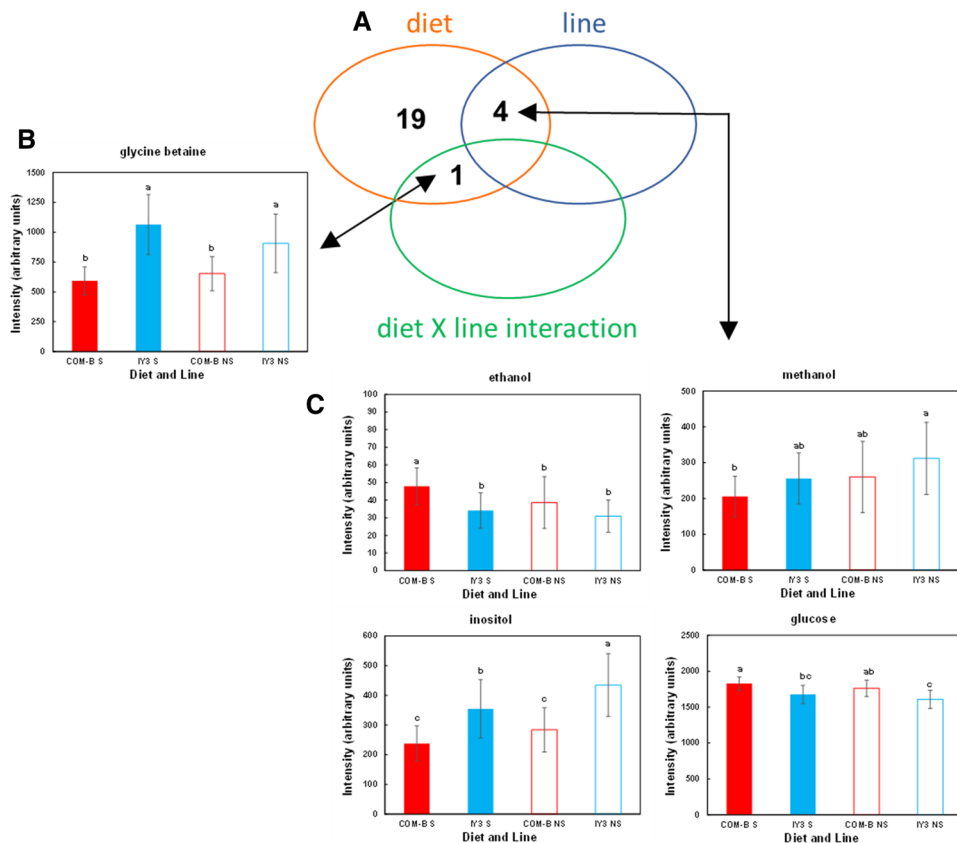 A
diet
line
19
4
1
diet X line interaction
B
glycine betaine
Intensity (arbitrary units)
1500
1250
1000
750
500
250
0
b
a
b
a
COM-B S
IY3 S
COM-B NS
IY3 NS
Diet and Line
C
ethanol
Intensity (arbitrary units)
100
90
80
70
60
50
40
30
20
10
0
a
b
b
b
COM-B S
IY3 S
COM-B NS
IY3 NS
Diet and Line
methanol
Intensity (arbitrary units)
500
400
300
200
100
0
b
ab
ab
a
COM-B S
IY3 S
COM-B NS
IY3 NS
Diet and Line
inositol
Intensity (arbitrary units)
600
500
400
300
200
100
0
c
b
c
a
COM-B S
IY3 S
COM-B NS
IY3 NS
Diet and Line
glucose
Intensity (arbitrary units)
2500
2000
1500
1000
500
0
a
bc
ab
c
COM-B S
IY3 S
COM-B NS
IY3 NS
Diet and Line